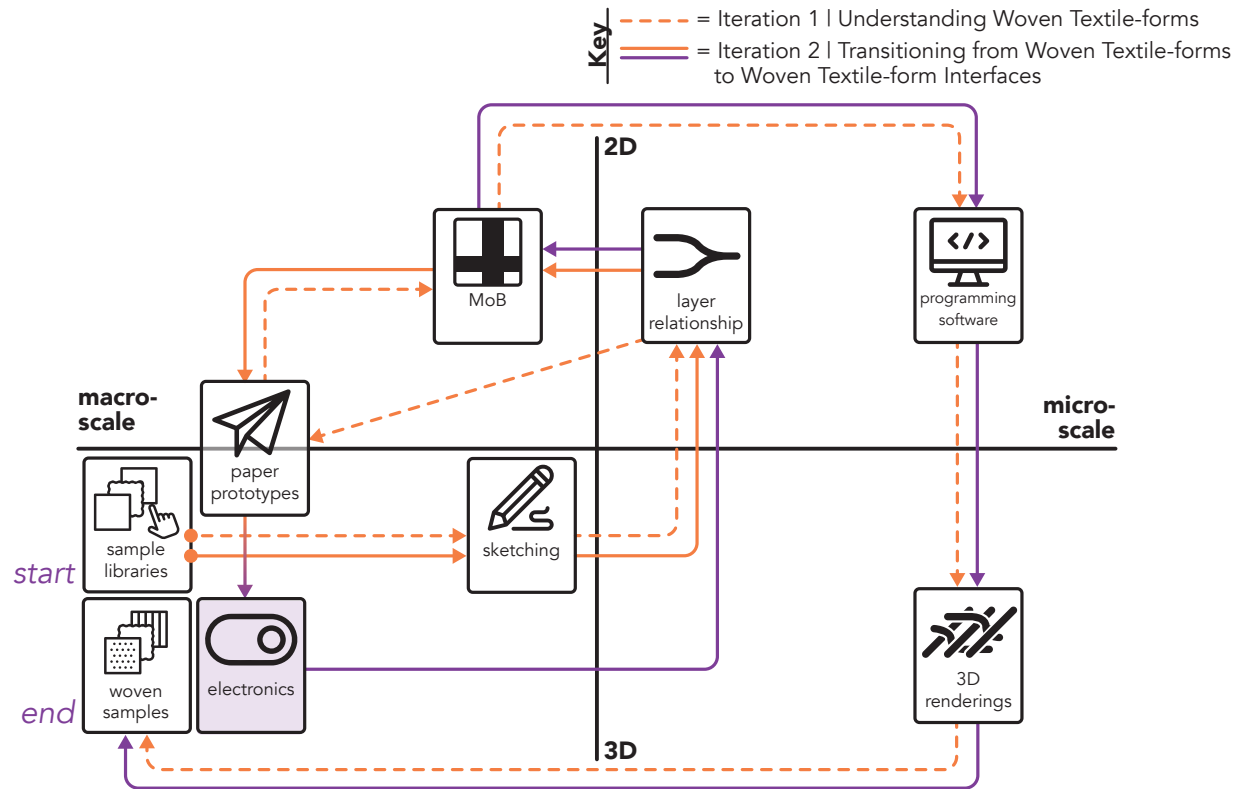 Key
= Iteration 1 | Understanding Woven Textile-forms
= Iteration 2 | Transitioning from Woven Textile-forms
to Woven Textile-form Interfaces
2D
MoB
layer
relationship
</>
programming
software
macro-
scale
micro-
scale
paper
prototypes
sample
libraries
sketching
start
woven
samples
electronics
3D
renderings
end
3D